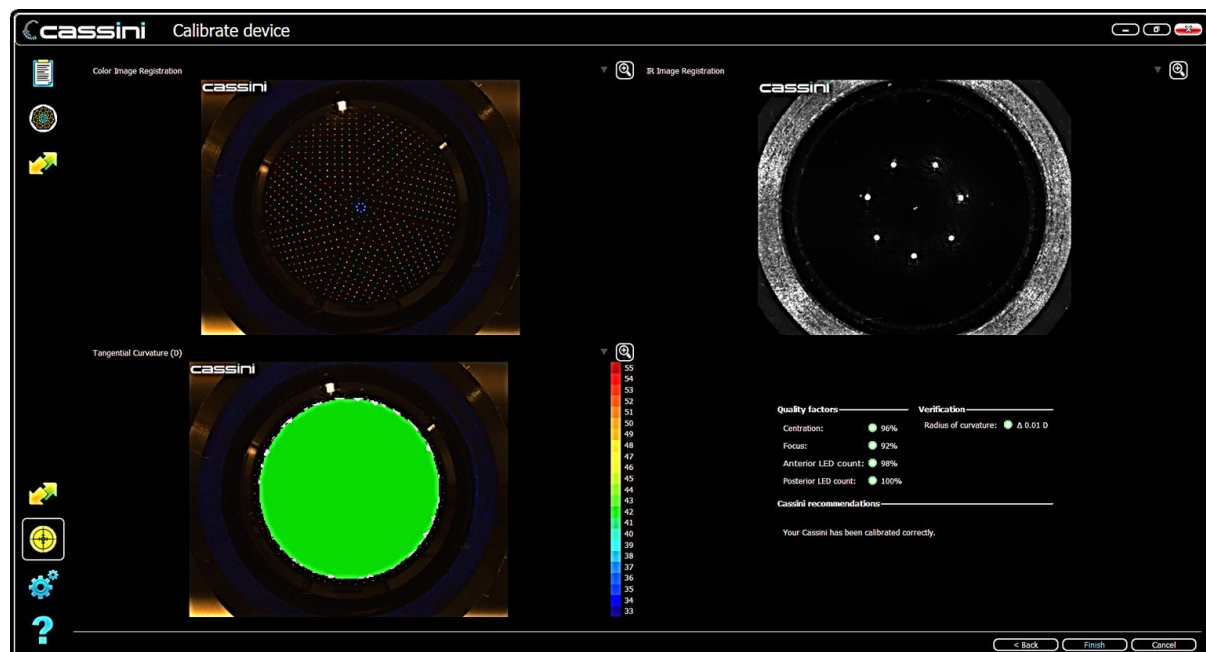 cassini Calibrate device
Color Image Registration
IR Image Registration
cassini
cassini
Tangential Curvature (D)
cassini
55
54
53
52
51
50
49
48
47
46
45
44
43
42
41
40
39
38
37
36
35
34
33
Quality factors
Centration: 96%
Focus: 92%
Anterior LED count: 98%
Posterior LED count: 100%
Verification
Radius of curvature: Δ 0.01 D
Cassini recommendations
Your Cassini has been calibrated correctly.
?
< Back
Finish
Cancel